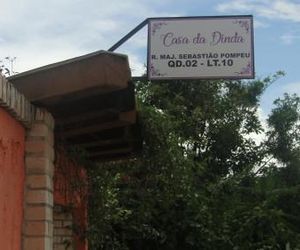 Casa da Dinda
R. MAJ. SEBASTIÃO POMPEU
QD.02 - LT.10